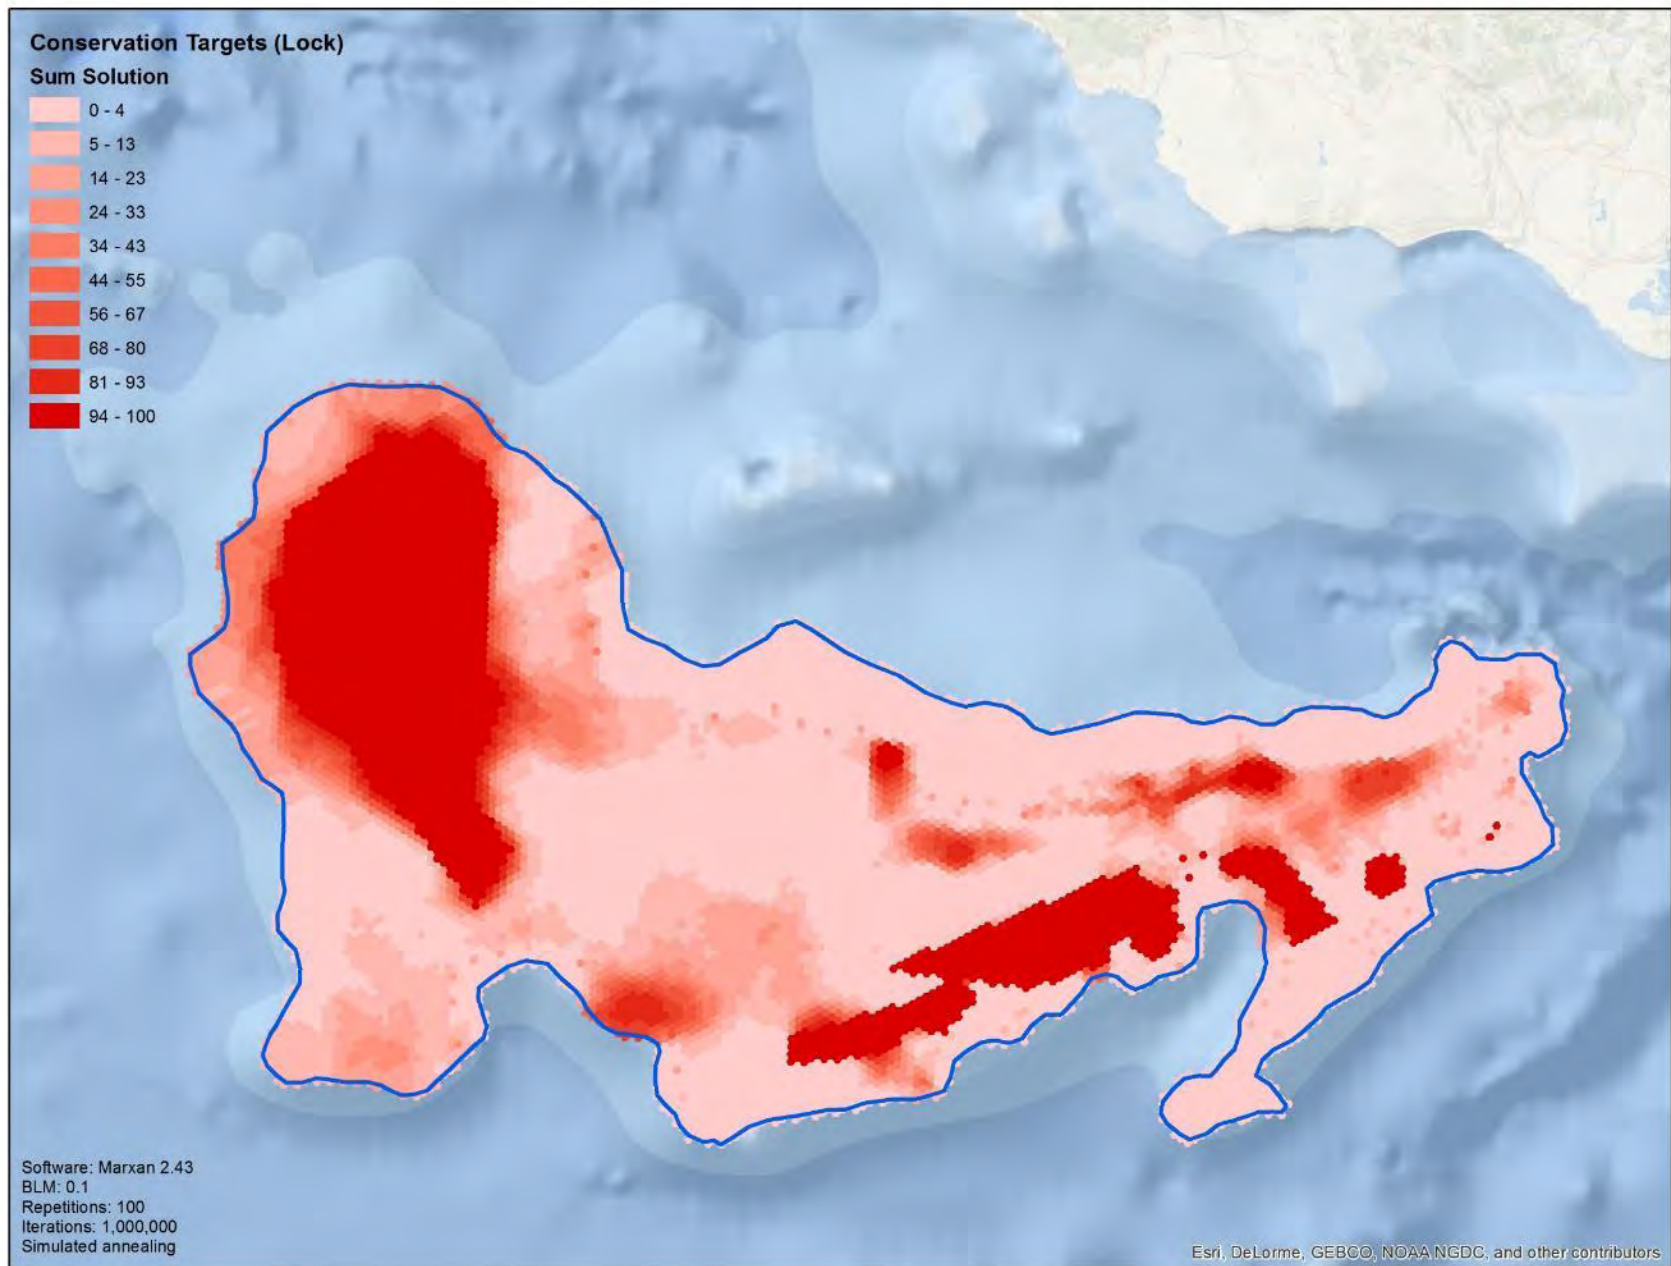 Conservation Targets (Lock)
Sum Solution
0 - 4
5 - 13
14 - 23
24 - 33
34 - 43
44 - 55
56 - 67
68 - 80
81 - 93
94 - 100
Software: Marxan 2.43
BLM: 0.1
Repetitions: 100
Iterations: 1,000,000
Simulated annealing
Esri, DeLorme, GEBCO, NOAA NGDC, and other contributors